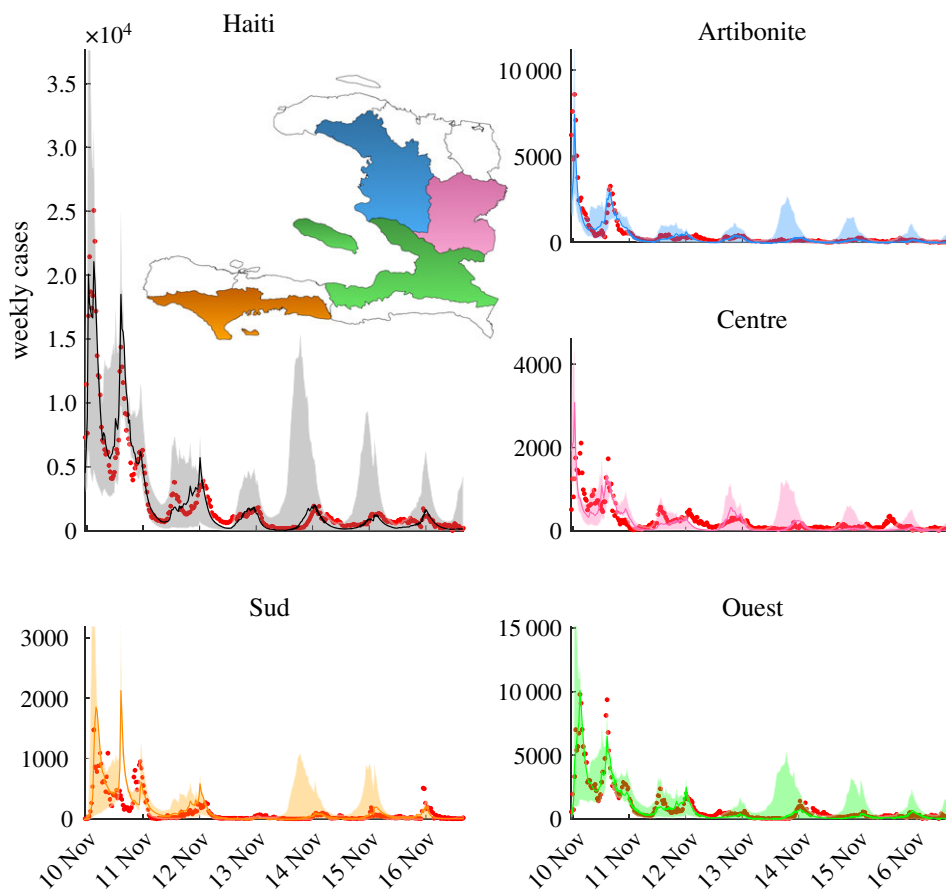 Haiti
×10⁴
3.5
3.0
2.5
2.0
1.5
1.0
0.5
0
weekly cases
Artibonite
10 000
5000
0
Centre
4000
2000
0
Sud
3000
2000
1000
0
10 Nov
11 Nov
12 Nov
13 Nov
14 Nov
15 Nov
16 Nov
Ouest
15 000
10 000
5000
0
10 Nov
11 Nov
12 Nov
13 Nov
14 Nov
15 Nov
16 Nov